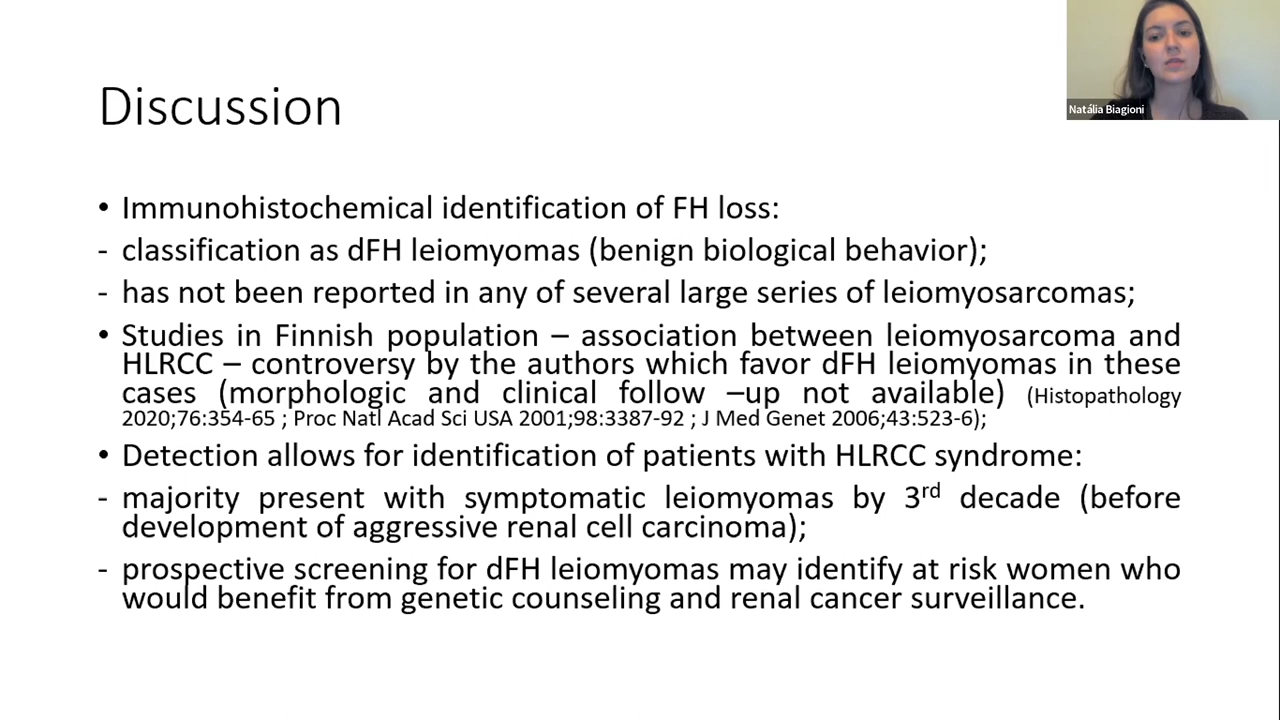 Natália Biagioni
Discussion
• Immunohistochemical identification of FH loss:
- classification as dFH leiomyomas (benign biological behavior);
- has not been reported in any of several large series of leiomyosarcomas;
• Studies in Finnish population – association between leiomyosarcoma and
HLRCC – controversy by the authors which favor dFH leiomyomas in these
cases (morphologic and clinical follow –up not available) (Histopathology
2020;76:354-65 ; Proc Natl Acad Sci USA 2001;98:3387-92 ; J Med Genet 2006;43:523-6);
• Detection allows for identification of patients with HLRCC syndrome:
- majority present with symptomatic leiomyomas by 3rd decade (before
development of aggressive renal cell carcinoma);
- prospective screening for dFH leiomyomas may identify at risk women who
would benefit from genetic counseling and renal cancer surveillance.